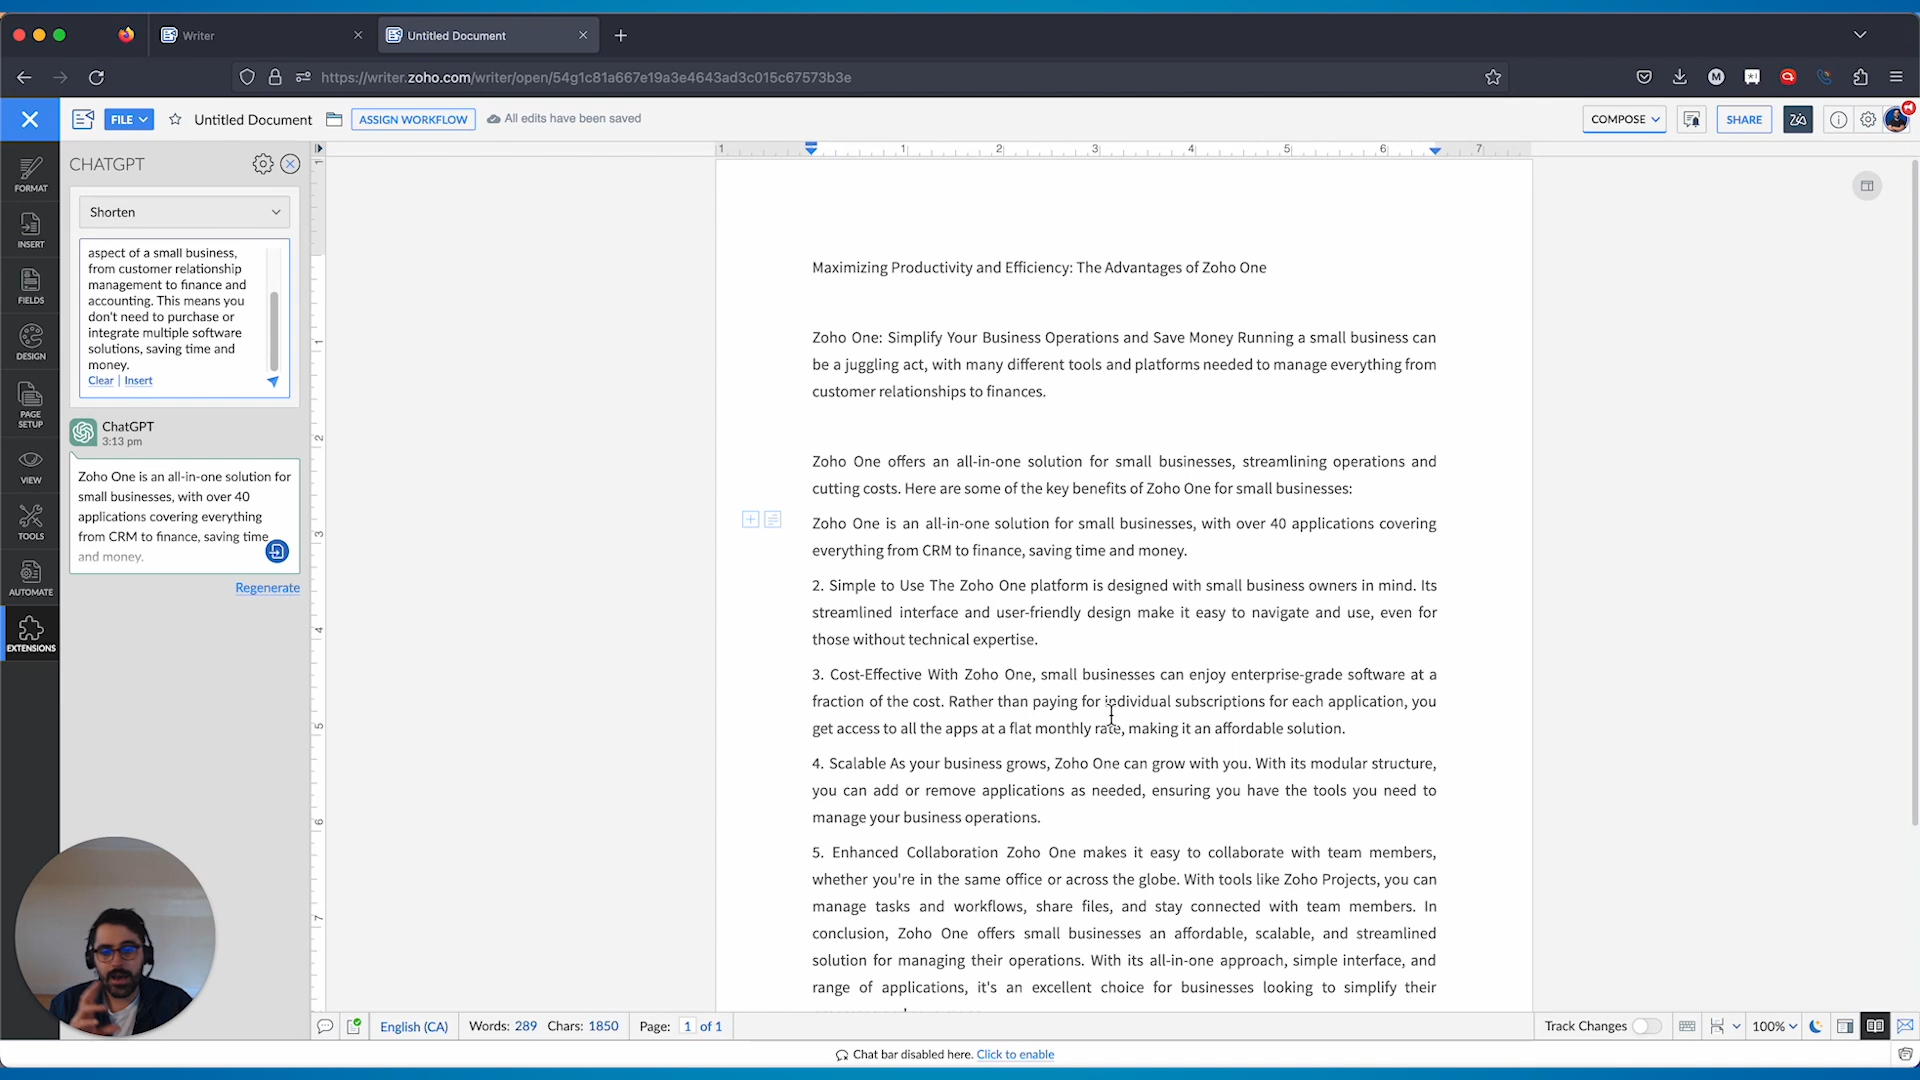 Writer
Untitled Document
https://writer.zoho.com/writer/open/54g1c81a667e19a3e4643ad3c015c67573b3e
FILE
Untitled Document
ASSIGN WORKFLOW
All edits have been saved
COMPOSE
SHARE
CHATGPT
FORMAT
INSERT
FIELDS
DESIGN
PAGE
SETUP
VIEW
TOOLS
AUTOMATE
EXTENSIONS
Shorten
aspect of a small business,
from customer relationship
management to finance and
accounting. This means you
don't need to purchase or
integrate multiple software
solutions, saving time and
money.
Clear | Insert
ChatGPT
3:13 pm
Zoho One is an all-in-one solution for
small businesses, with over 40
applications covering everything
from CRM to finance, saving time
and money.
Regenerate
1 1 2 3 4 5 6 7
1
1
2
3
4
5
6
7
Maximizing Productivity and Efficiency: The Advantages of Zoho One
Zoho One: Simplify Your Business Operations and Save Money Running a small business can
be a juggling act, with many different tools and platforms needed to manage everything from
customer relationships to finances.
Zoho One offers an all-in-one solution for small businesses, streamlining operations and
cutting costs. Here are some of the key benefits of Zoho One for small businesses:
Zoho One is an all-in-one solution for small businesses, with over 40 applications covering
everything from CRM to finance, saving time and money.
2. Simple to Use The Zoho One platform is designed with small business owners in mind. Its
streamlined interface and user-friendly design make it easy to navigate and use, even for
those without technical expertise.
3. Cost-Effective With Zoho One, small businesses can enjoy enterprise-grade software at a
fraction of the cost. Rather than paying for individual subscriptions for each application, you
get access to all the apps at a flat monthly rate, making it an affordable solution.
4. Scalable As your business grows, Zoho One can grow with you. With its modular structure,
you can add or remove applications as needed, ensuring you have the tools you need to
manage your business operations.
5. Enhanced Collaboration Zoho One makes it easy to collaborate with team members,
whether you're in the same office or across the globe. With tools like Zoho Projects, you can
manage tasks and workflows, share files, and stay connected with team members. In
conclusion, Zoho One offers small businesses an affordable, scalable, and streamlined
solution for managing their operations. With its all-in-one approach, simple interface, and
range of applications, it's an excellent choice for businesses looking to simplify their
English (CA)
Words: 289 Chars: 1850
Page: 1 of 1
Track Changes
100%
Chat bar disabled here. Click to enable